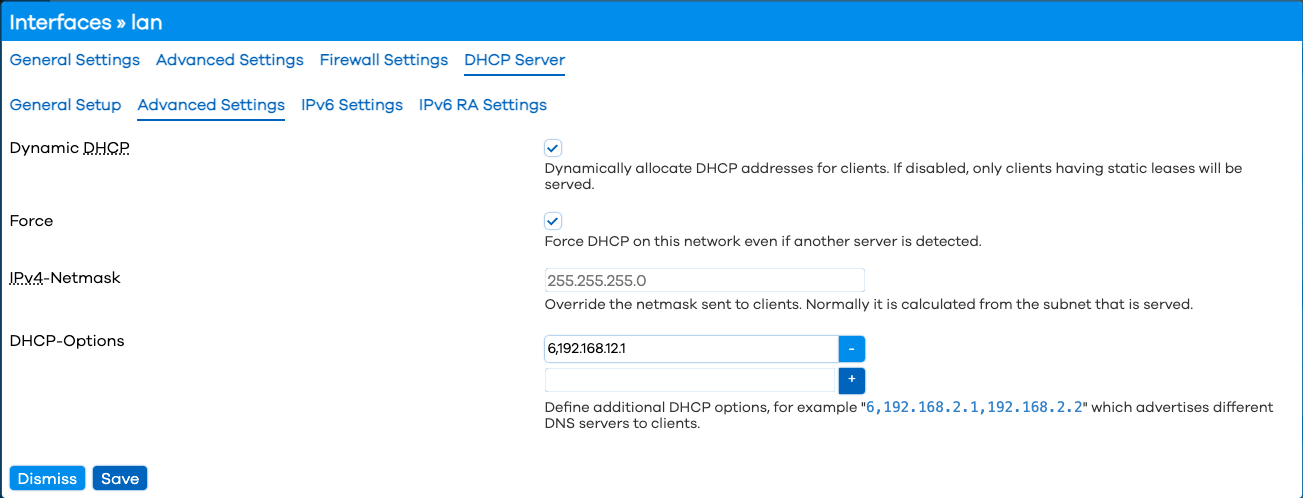 Interfaces » lan
General Settings Advanced Settings Firewall Settings DHCP Server
General Setup Advanced Settings IPv6 Settings IPv6 RA Settings
Dynamic DHCP
Dynamically allocate DHCP addresses for clients. If disabled, only clients having static leases will be
served.
Force
Force DHCP on this network even if another server is detected.
IPv4-Netmask
255.255.255.0
Override the netmask sent to clients. Normally it is calculated from the subnet that is served.
DHCP-Options
6,192.168.12.1 -
+
Define additional DHCP options, for example "6,192.168.2.1,192.168.2.2" which advertises different
DNS servers to clients.
Dismiss Save